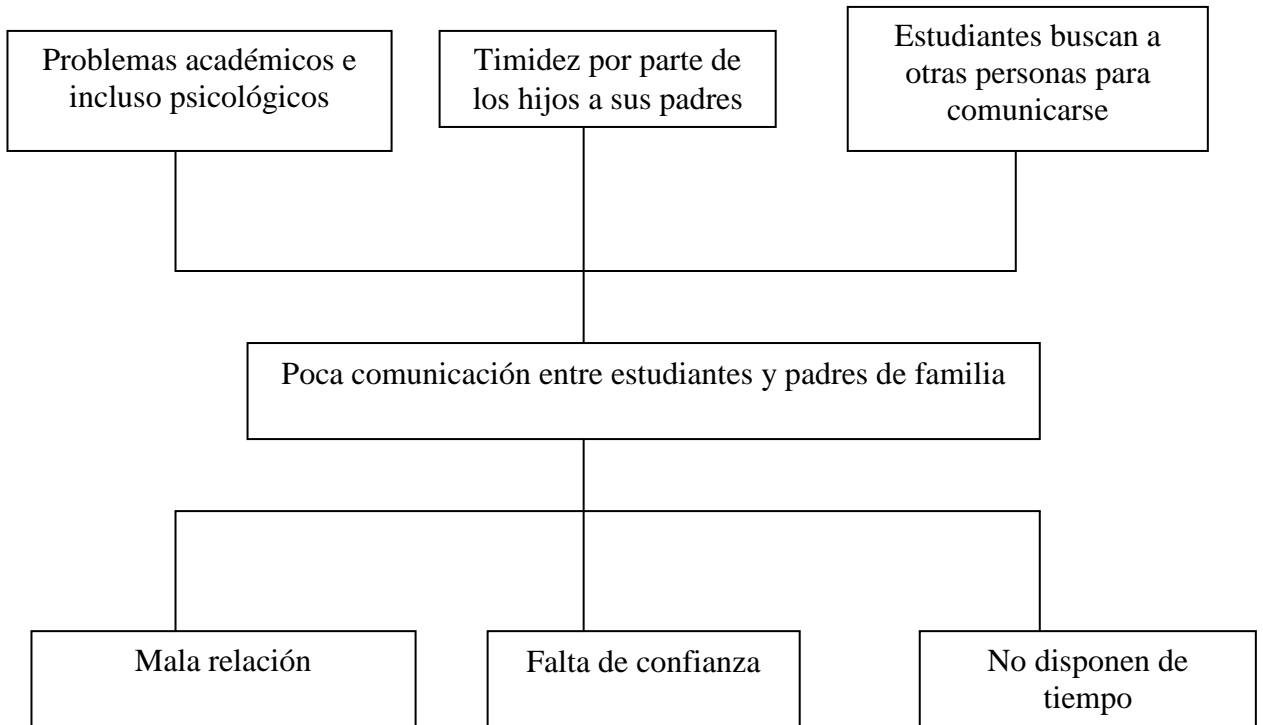 Problemas académicos e
incluso psicológicos
Timidez por parte de
los hijos a sus padres
Estudiantes buscan a
otras personas para
comunicarse
Poca comunicación entre estudiantes y padres de familia
Mala relación
Falta de confianza
No disponen de
tiempo